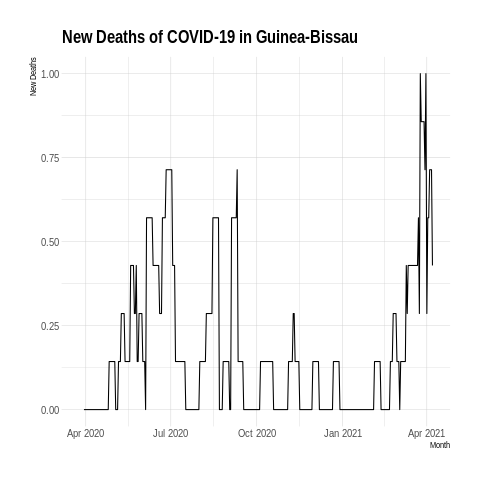 New Deaths of COVID-19 in Guinea-Bissau
New Deaths
1.00
0.75
0.50
0.25
0.00
Apr 2020 Jul 2020 Oct 2020 Jan 2021 Apr 2021
Month